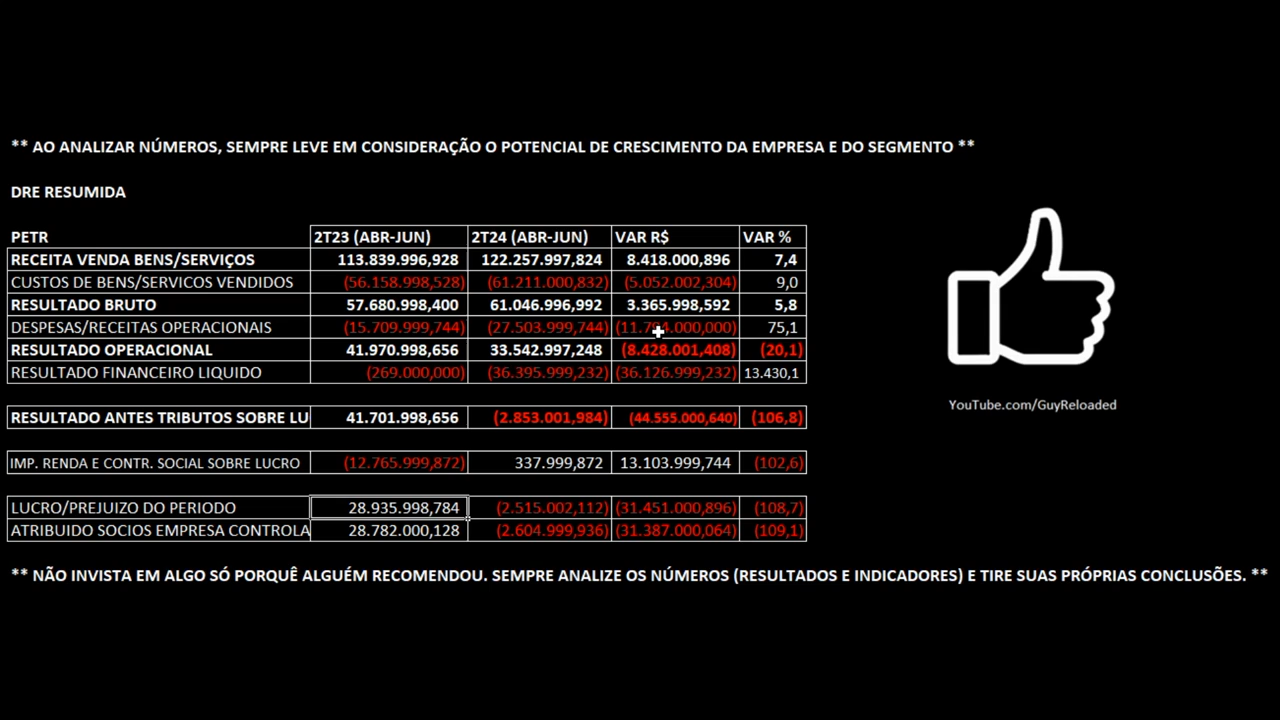 ** AO ANALIZAR NÚMEROS, SEMPRE LEVE EM CONSIDERAÇÃO O POTENCIAL DE CRESCIMENTO DA EMPRESA E DO SEGMENTO **
DRE RESUMIDA
PETR 2T23 (ABR-JUN) 2T24 (ABR-JUN) VAR R$ VAR %
RECEITA VENDA BENS/SERVIÇOS 113.839.996,928 122.257.997,824 8.418.000,896 7,4
CUSTOS DE BENS/SERVICOS VENDIDOS (56.158.998,528) (61.211.000,832) (5.052.002,304) 9,0
RESULTADO BRUTO 57.680.998,400 61.046.996,992 3.365.998,592 5,8
DESPESAS/RECEITAS OPERACIONAIS (15.709.999,744) (27.503.999,744) (11.794.000,000) 75,1
RESULTADO OPERACIONAL 41.970.998,656 33.542.997,248 (8.428.001,408) (20,1)
RESULTADO FINANCEIRO LIQUIDO (269.000,000) (36.395.999,232) (36.126.999,232) 13.430,1
RESULTADO ANTES TRIBUTOS SOBRE LU 41.701.998,656 (2.853.001,984) (44.555.000,640) (106,8)
IMP. RENDA E CONTR. SOCIAL SOBRE LUCRO (12.765.999,872) 337.999,872 13.103.999,744 (102,6)
LUCRO/PREJUIZO DO PERIODO 28.935.998,784 (2.515.002,112) (31.451.000,896) (108,7)
ATRIBUIDO SOCIOS EMPRESA CONTROLA 28.782.000,128 (2.604.999,936) (31.387.000,064) (109,1)
YouTube.com/GuyReloaded
** NÃO INVISTA EM ALGO SÓ PORQUÊ ALGUÉM RECOMENDOU. SEMPRE ANALIZE OS NÚMEROS (RESULTADOS E INDICADORES) E TIRE SUAS PRÓPRIAS CONCLUSÕES. **